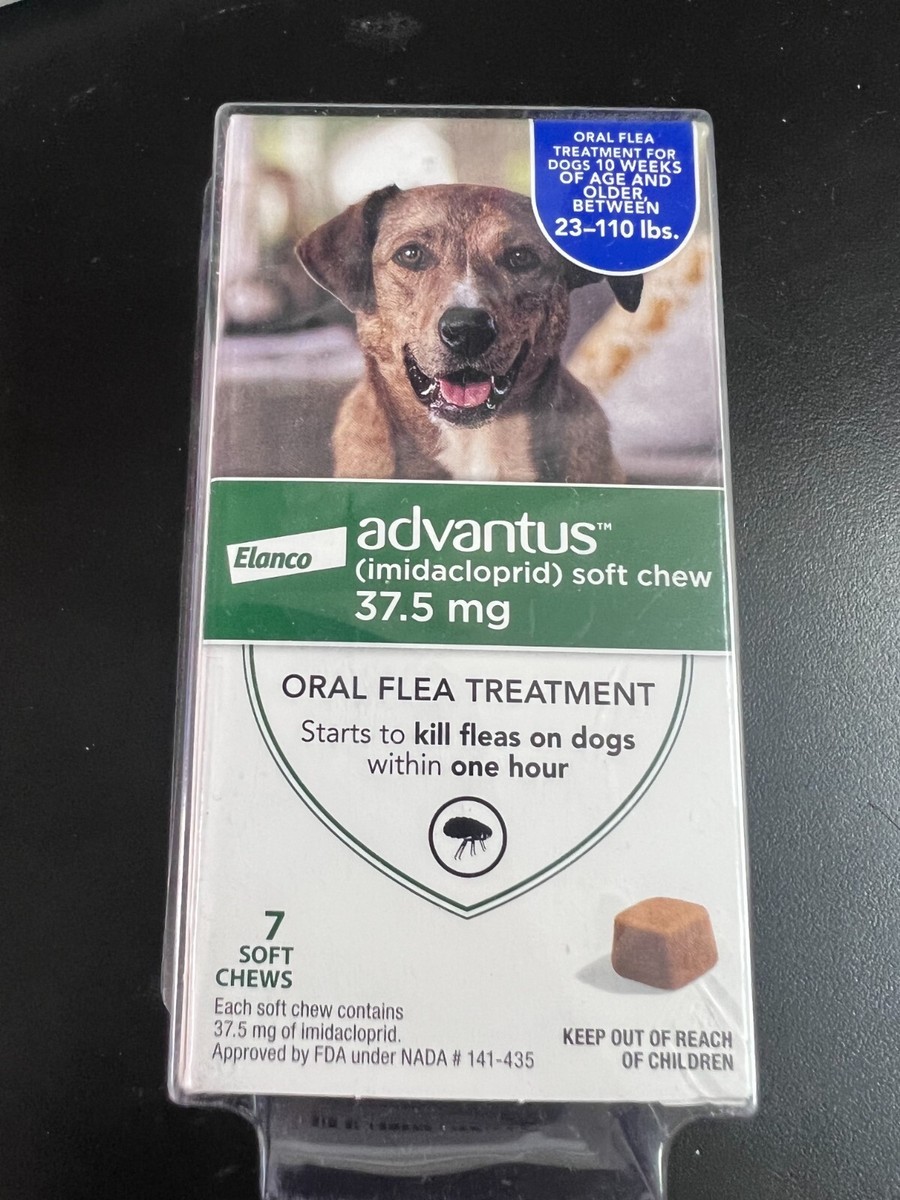 ORAL FLEA
TREATMENT FOR
DOGS 10 WEEKS
OF AGE AND
OLDER,
BETWEEN
23–110 lbs.
Elanco
advantus™
(imidacloprid) soft chew
37.5 mg
ORAL FLEA TREATMENT
Starts to kill fleas on dogs
within one hour
7
SOFT
CHEWS
Each soft chew contains
37.5 mg of imidacloprid.
Approved by FDA under NADA # 141-435
KEEP OUT OF REACH
OF CHILDREN